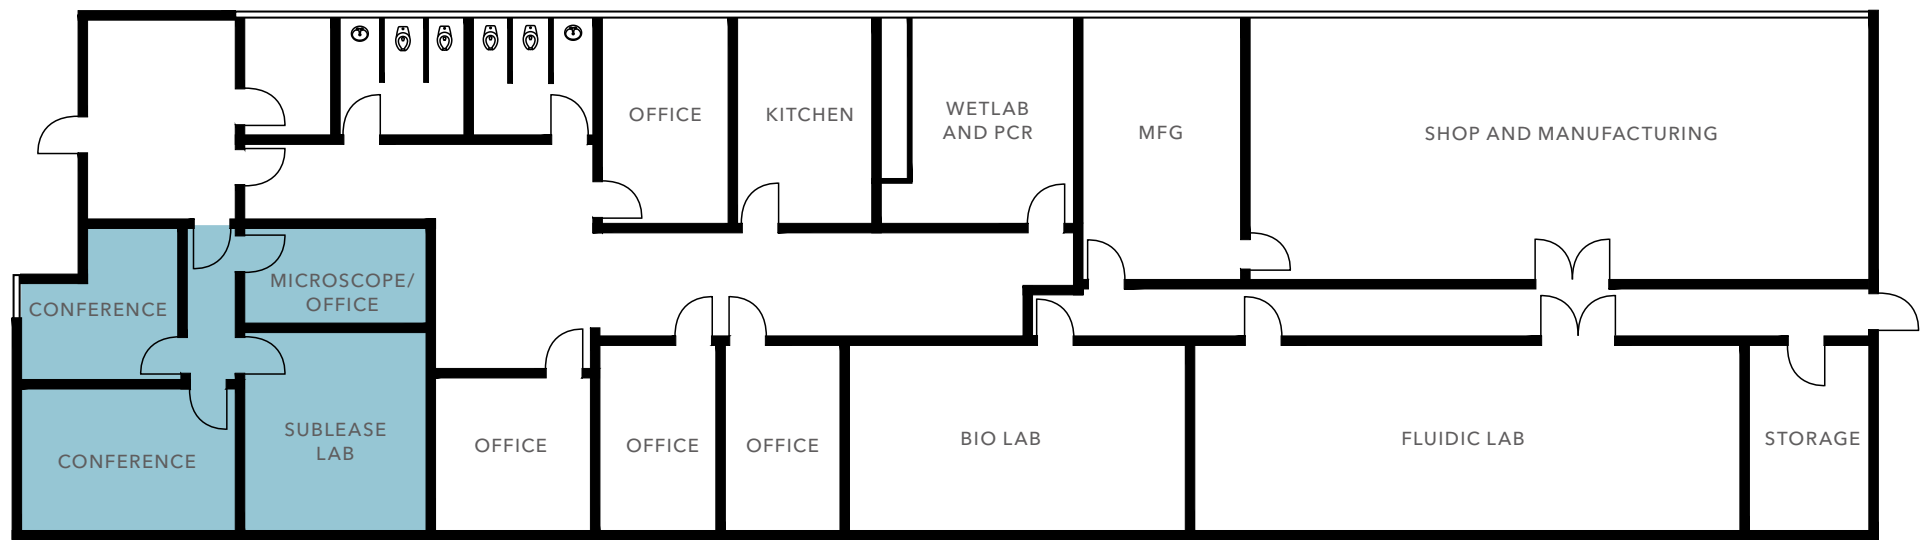 OFFICE
KITCHEN
WETLAB
AND PCR
MFG
SHOP AND MANUFACTURING
MICROSCOPE/
OFFICE
CONFERENCE
CONFERENCE
SUBLEASE
LAB
OFFICE
OFFICE
OFFICE
BIO LAB
FLUIDIC LAB
STORAGE